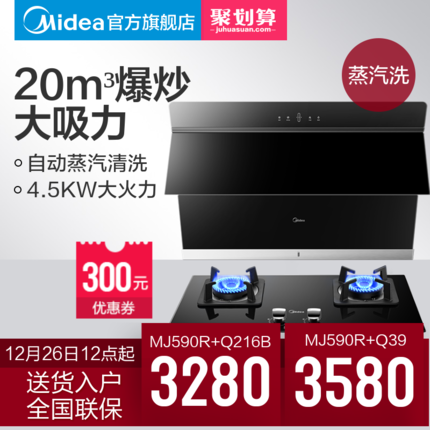 Midea 官方旗舰店
聚划算
juhuasuan.com
蒸汽洗
20m³爆炒
大吸力
自动蒸汽清洗
4.5KW大火力
Midea
300元
优惠券
Midea
12月26日12点起
送货入户
全国联保
MJ590R+Q216B
3280
MJ590R+Q39
3580